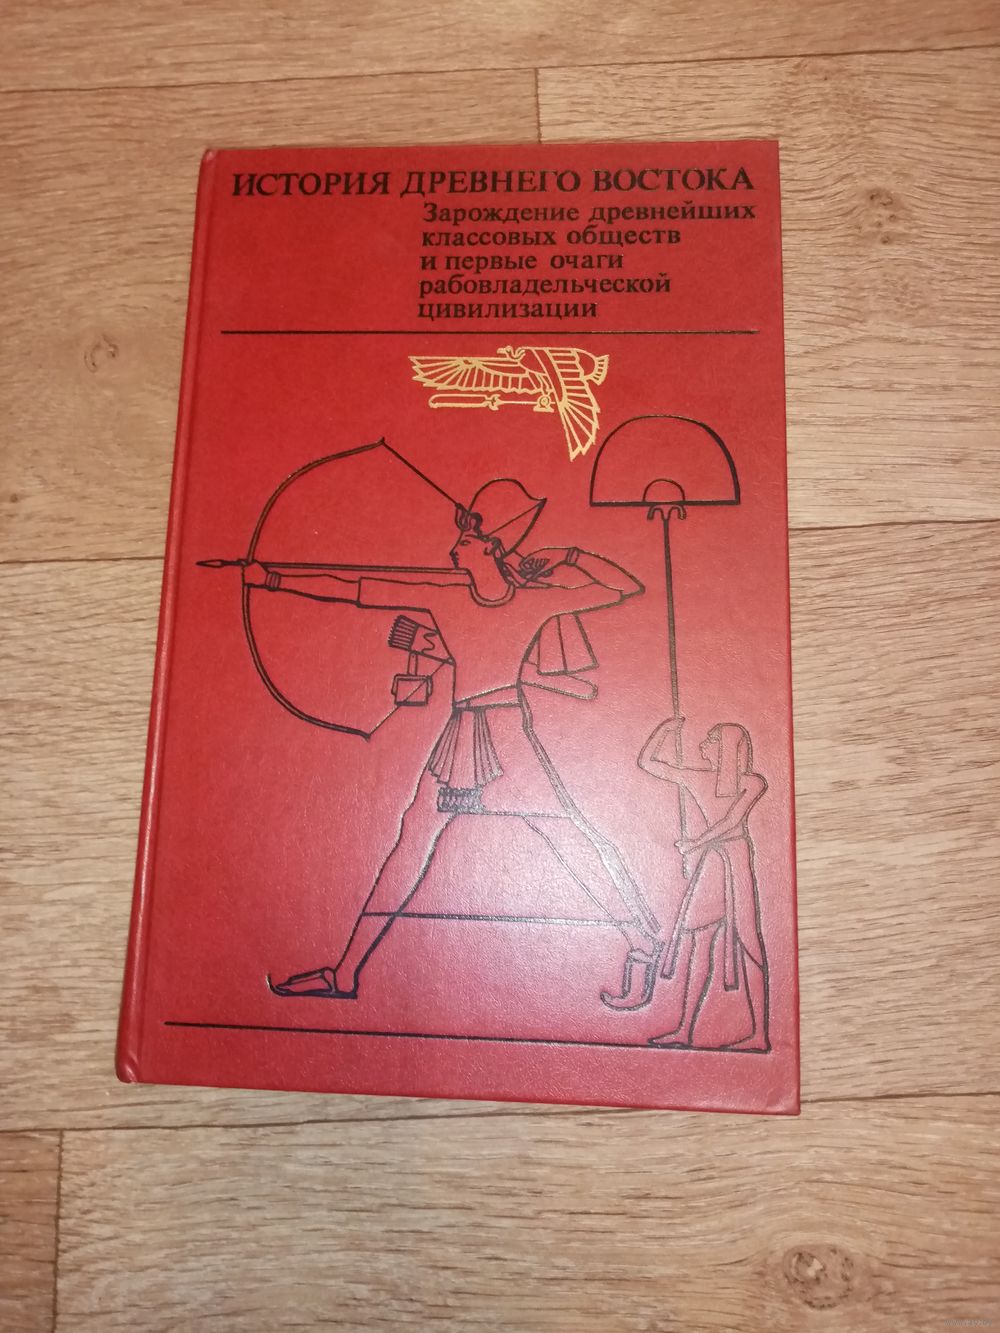 ИСТОРИЯ ДРЕВНЕГО ВОСТОКА
Зарождение древнейших
классовых обществ
и первые очаги
рабовладельческой
цивилизации